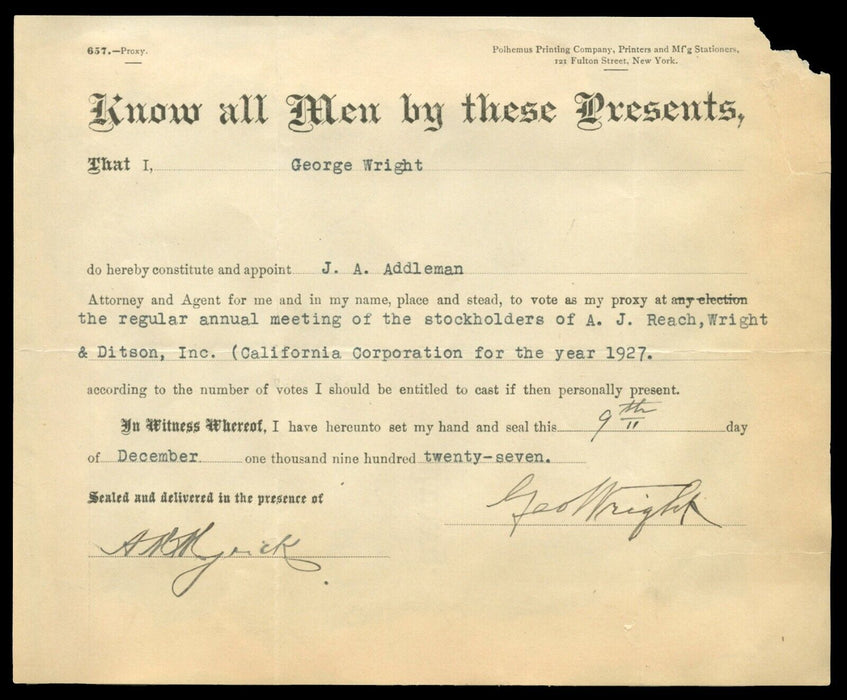 657.—Proxy.
Polhemus Printing Company, Printers and Mf'g Stationers,
121 Fulton Street, New York.
Know all Men by these Presents,
That I, George Wright
do hereby constitute and appoint J. A. Addleman
Attorney and Agent for me and in my name, place and stead, to vote as my proxy at any election
the regular annual meeting of the stockholders of A. J. Reach,Wright
& Ditson, Inc. (California Corporation for the year 1927.
according to the number of votes I should be entitled to cast if then personally present.
In Witness Whereof, I have hereunto set my hand and seal this 9th day
of December one thousand nine hundred twenty-seven.
Sealed and delivered in the presence of
Geo Wright